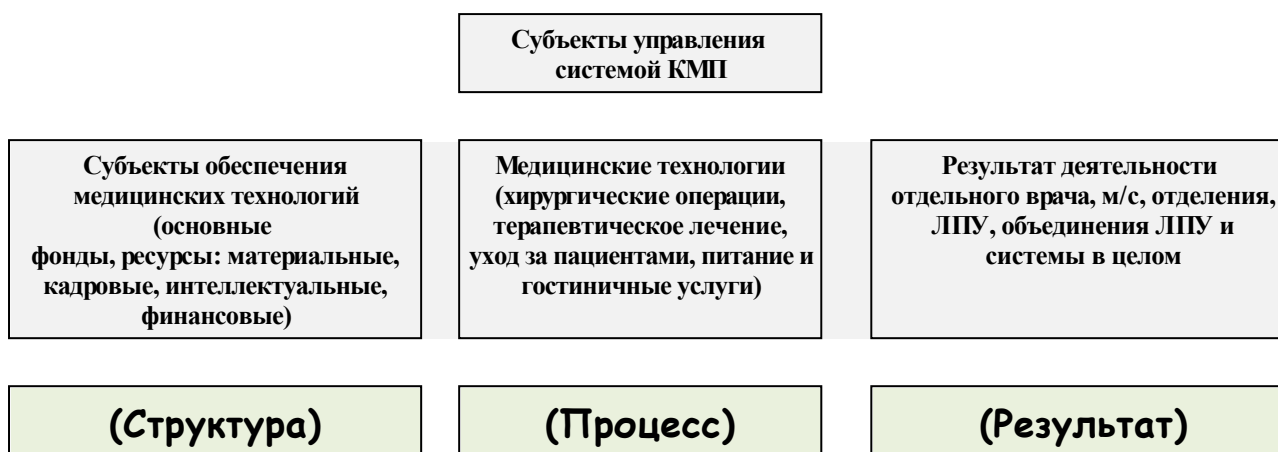 Субъекты управления
системой КМП
Субъекты обеспечения
медицинских технологий
(основные
фонды, ресурсы: материальные,
кадровые, интеллектуальные,
финансовые)
Медицинские технологии
(хирургические операции,
терапевтическое лечение,
уход за пациентами, питание и
гостиничные услуги)
Результат деятельности
отдельного врача, м/с, отделения,
ЛПУ, объединения ЛПУ и
системы в целом
(Структура)
(Процесс)
(Результат)